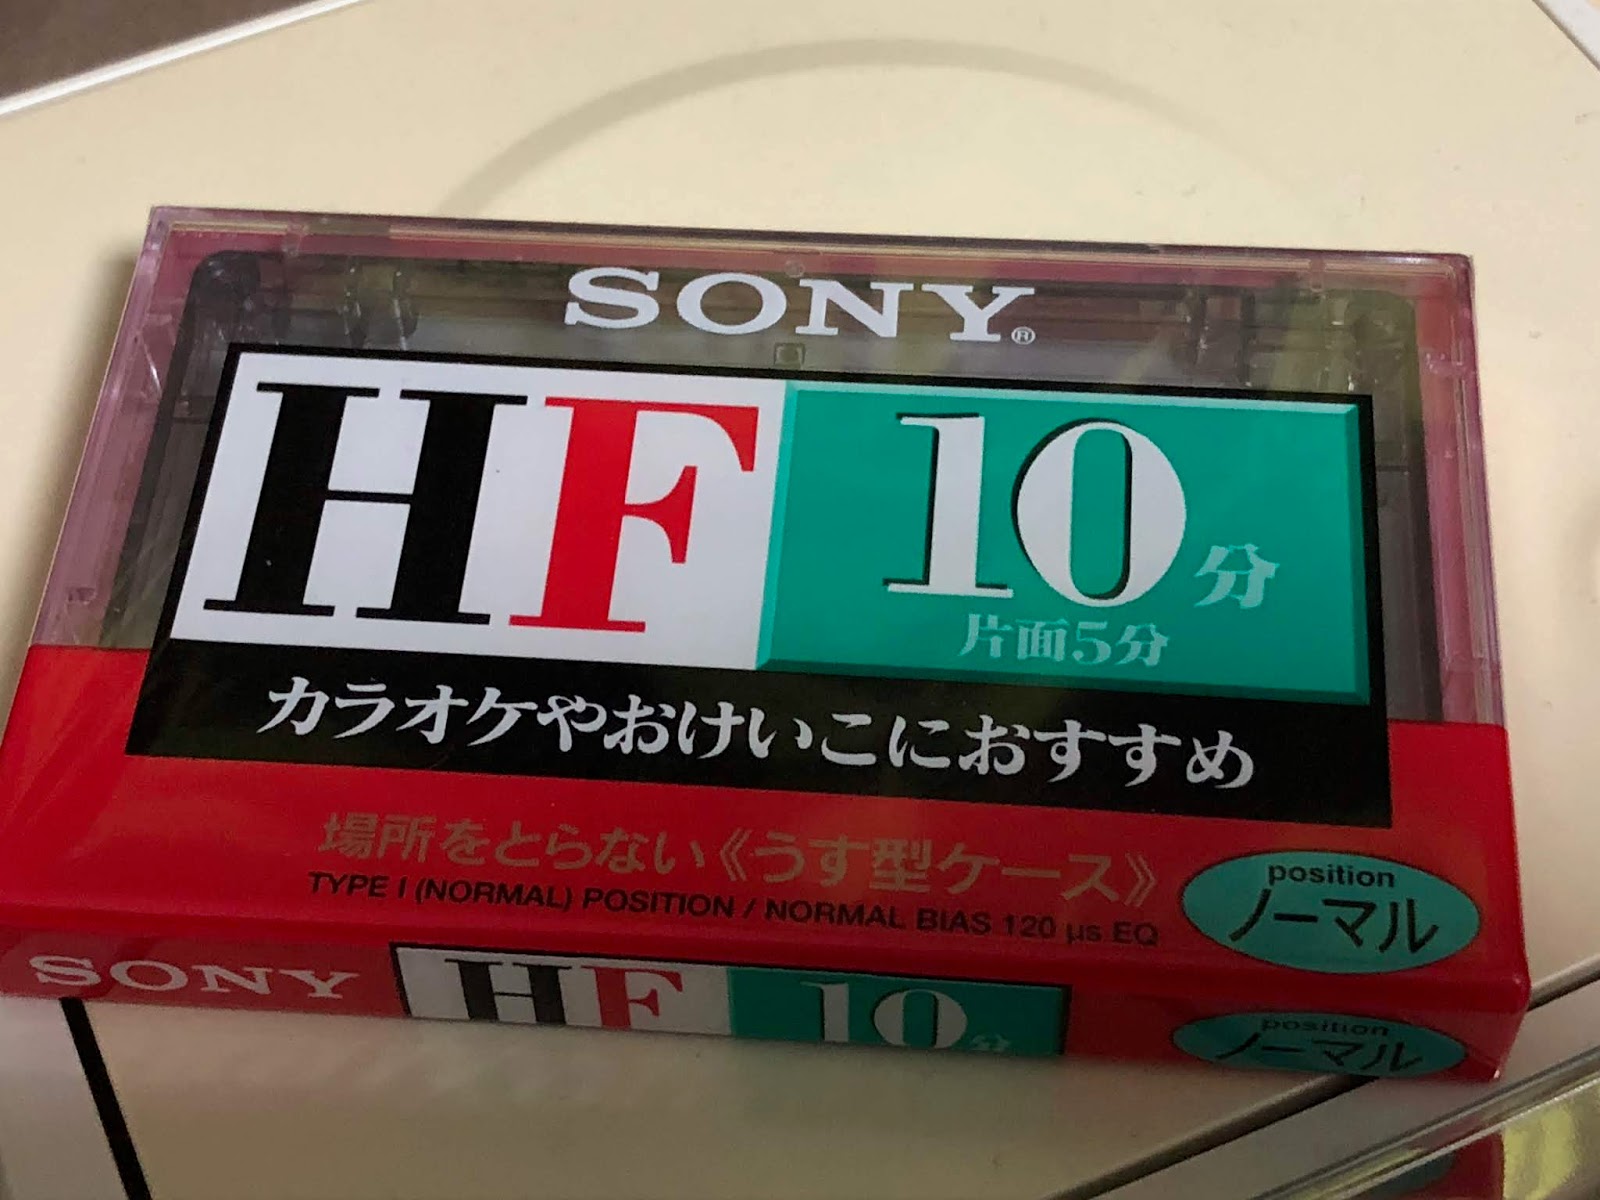 SONY®
HF
10分
片面5分
カラオケやおけいこにおすすめ
場所をとらない《うす型ケース》
TYPE I (NORMAL) POSITION / NORMAL BIAS 120 µs EQ
position
ノーマル
SONY HF 10分
position
ノーマル